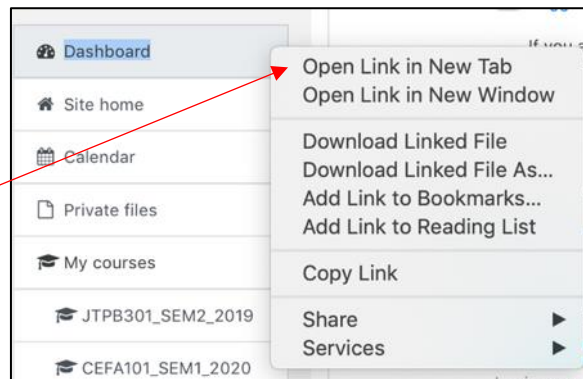 Dashboard
Site home
Calendar
Private files
My courses
JTPB301_SEM2_2019
CEFA101_SEM1_2020
If you a
Open Link in New Tab
Open Link in New Window
Download Linked File
Download Linked File As...
Add Link to Bookmarks...
Add Link to Reading List
Copy Link
Share
Services